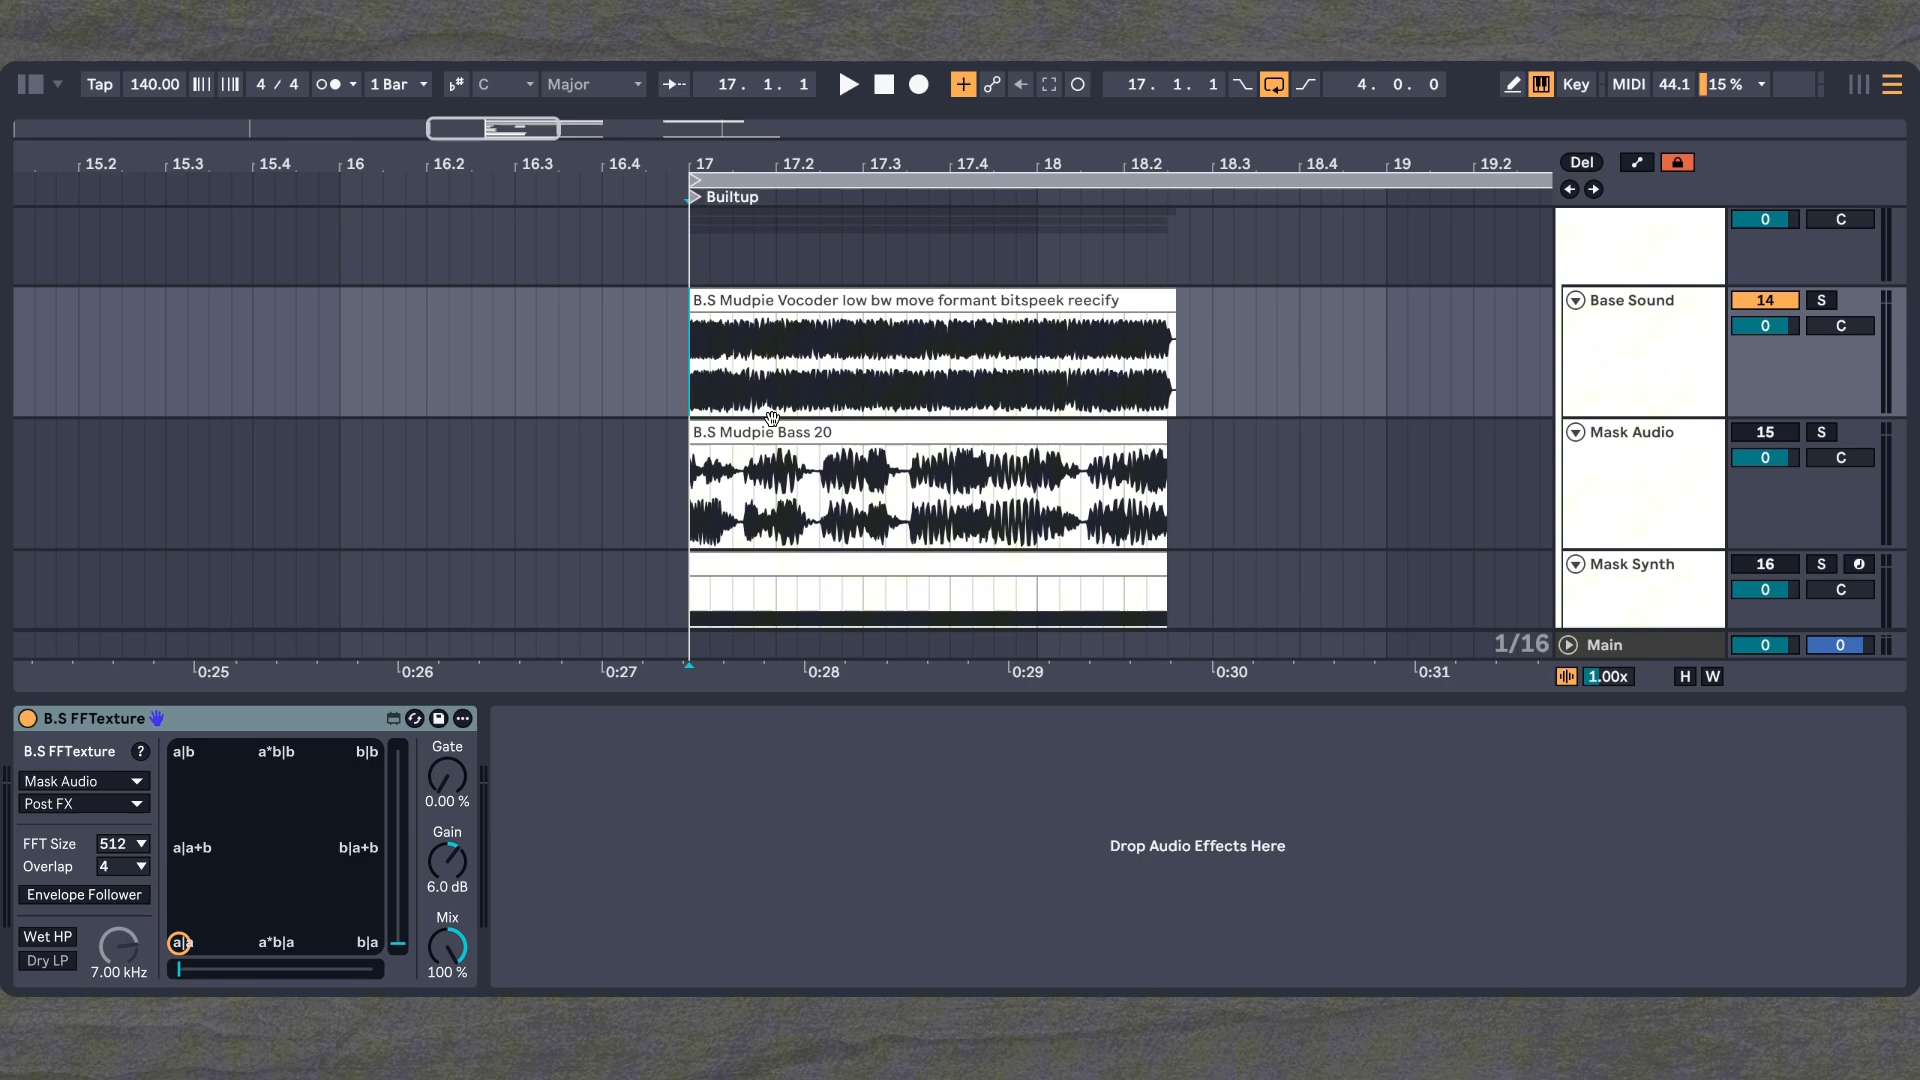 Tap 140.00 4 / 4 1 Bar C Major 17. 1. 1 17. 1. 1 4. 0. 0 Key MIDI 44.1 15 %
15.2 15.3 15.4 16 16.2 16.3 16.4 17 17.2 17.3 17.4 18 18.2 18.3 18.4 19 19.2 Del
Builtup
0 C
B.S Mudpie Vocoder low bw move formant bitspeek reecify Base Sound 14 S
0 C
B.S Mudpie Bass 20 Mask Audio 15 S
0 C
Mask Synth 16 S
0 C
1/16 Main 0 0
0:25 0:26 0:27 0:28 0:29 0:30 0:31 1.00x H W
B.S FFTexture
B.S FFTexture ?
Mask Audio
Post FX
FFT Size 512
Overlap 4
Envelope Follower
Wet HP
Dry LP
7.00 kHz
a|b a*b|b b|b
a|a+b b|a+b
a|a a*b|a b|a
Gate
0.00 %
Gain
6.0 dB
Mix
100 %
Drop Audio Effects Here